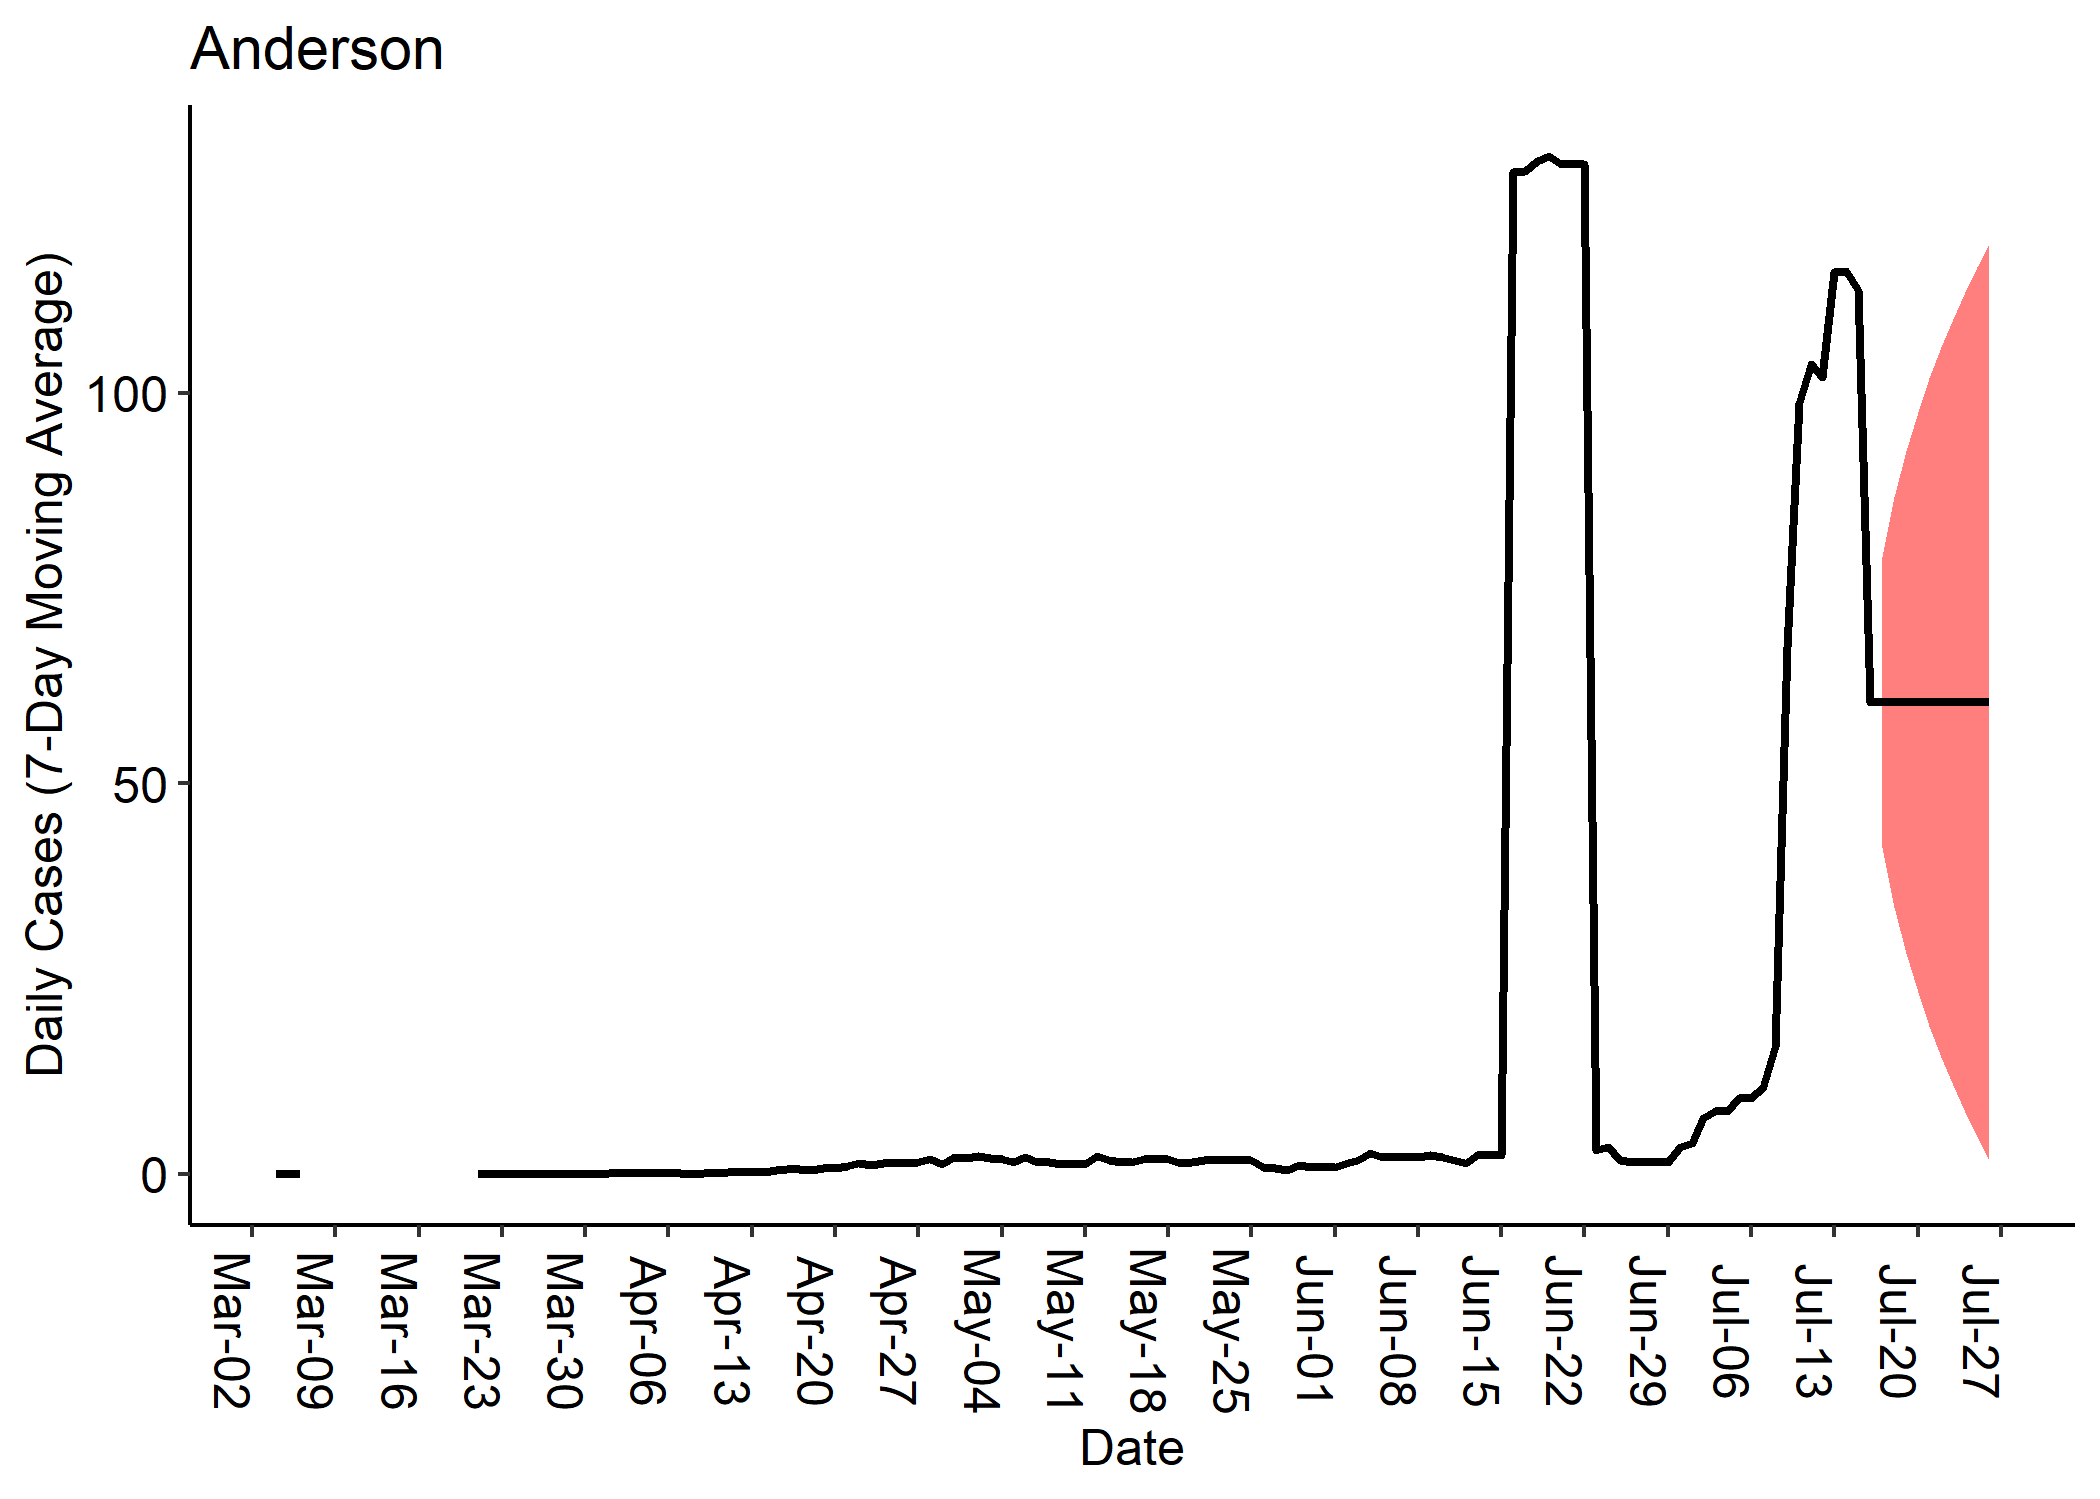 Anderson
Daily Cases (7-Day Moving Average)
100
50
0
Mar-02
Mar-09
Mar-16
Mar-23
Mar-30
Apr-06
Apr-13
Apr-20
Apr-27
May-04
May-11
May-18
May-25
Jun-01
Jun-08
Jun-15
Jun-22
Jun-29
Jul-06
Jul-13
Jul-20
Jul-27
Date